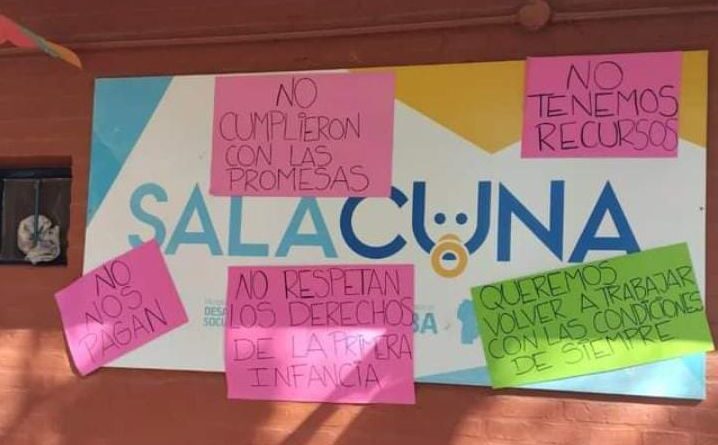 NO
CUMPLIERON
CON LAS
PROMESAS
NO
TENEMOS
RECURSOS
SALACUNA
NO
NOS
PAGAN
NO RESPETAN
LOS DERECHOS
DE LA PRIMERA
INFANCIA
QUEREMOS
VOLVER A TRABAJAR
CON LAS CONDICIONES
DE SIEMPRE